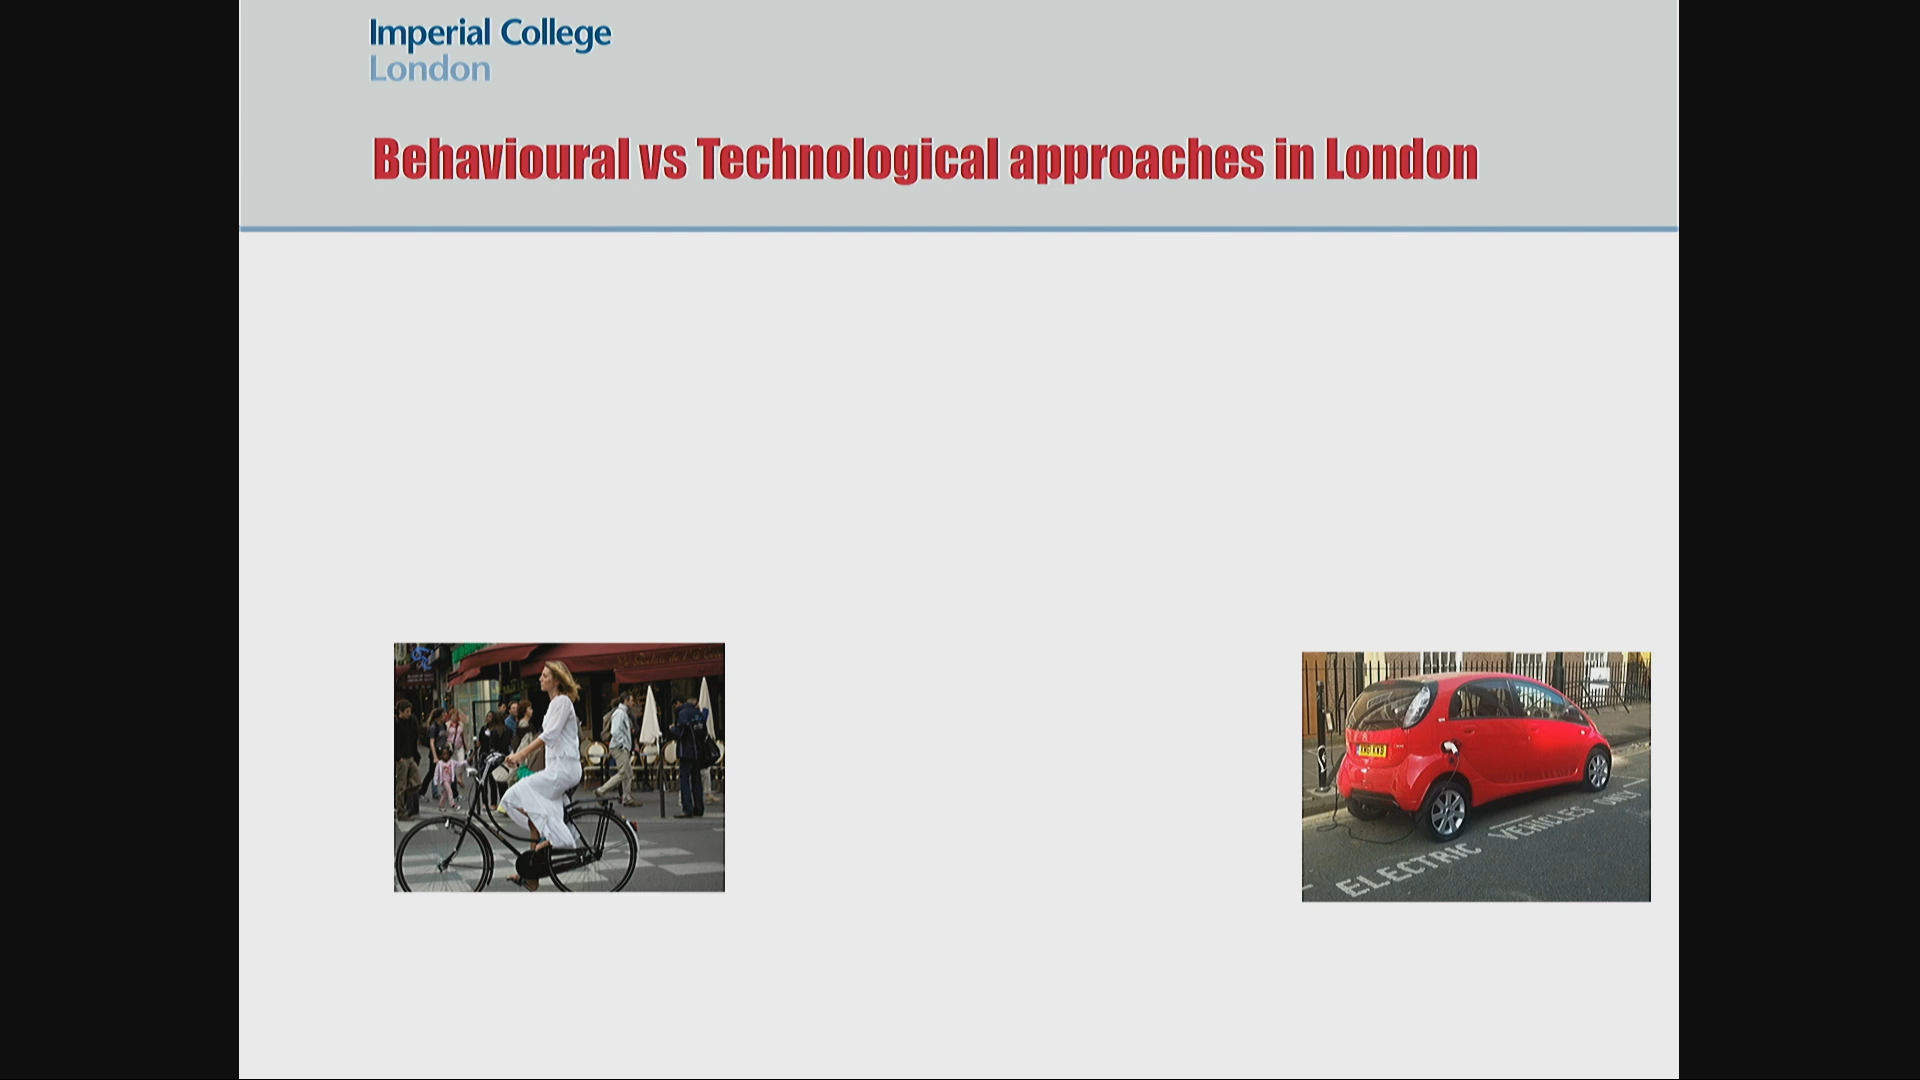 Imperial College
London
Behavioural vs Technological approaches in London
ELECTRIC VEHICLES ONLY